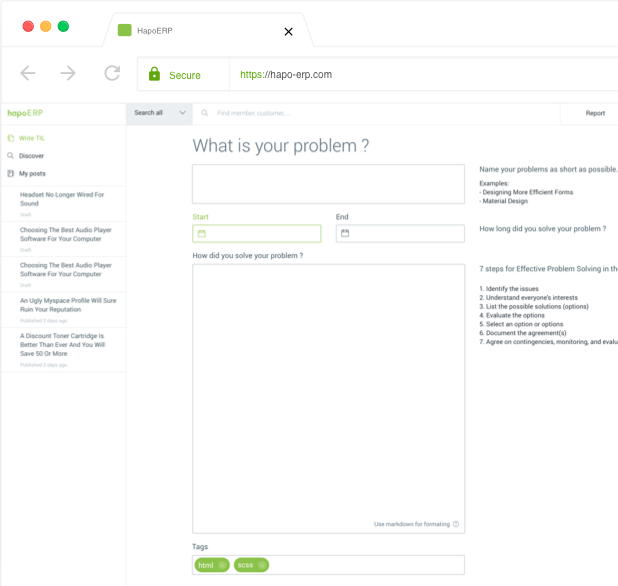 HapoERP
Secure
https://hapo-erp.com
hapoERP
Search all
Find member, customer, ...
Report
Write TIL
Discover
My posts
Headset No Longer Wired For
Sound
Draft
Choosing The Best Audio Player
Software For Your Computer
Draft
Choosing The Best Audio Player
Software For Your Computer
Draft
An Ugly Myspace Profile Will Sure
Ruin Your Reputation
Published 2 days ago
A Discount Toner Cartridge Is
Better Than Ever And You Will
Save 50 Or More
Published 2 days ago
What is your problem ?
Start
End
How did you solve your problem ?
Use markdown for formating
Tags
html
scss
Name your problems as short as possible.
Examples:
- Designing More Efficient Forms
- Material Design
How long did you solve your problem ?
7 steps for Effective Problem Solving in th
1. Identify the issues
2. Understand everyone's interests
3. List the possible solutions (options)
4. Evaluate the options
5. Select an option or options
6. Document the agreement(s)
7. Agree on contingencies, monitoring, and evalu